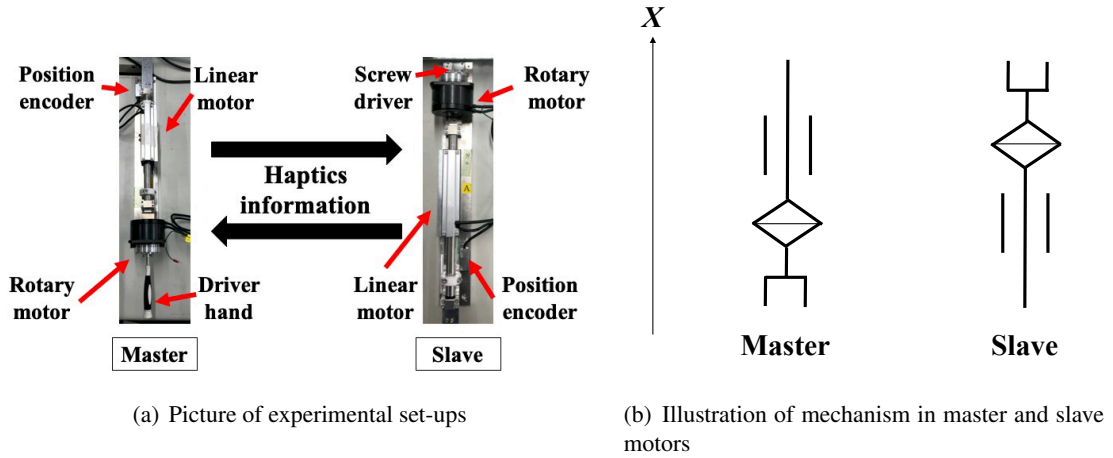 Position
encoder
Linear
motor
Screw
driver
Rotary
motor
A
Haptics
information
Rotary
motor
Driver
hand
Linear
motor
Position
encoder
Master
Slave
(a) Picture of experimental set-ups
X
Master
Slave
(b) Illustration of mechanism in master and slave
motors